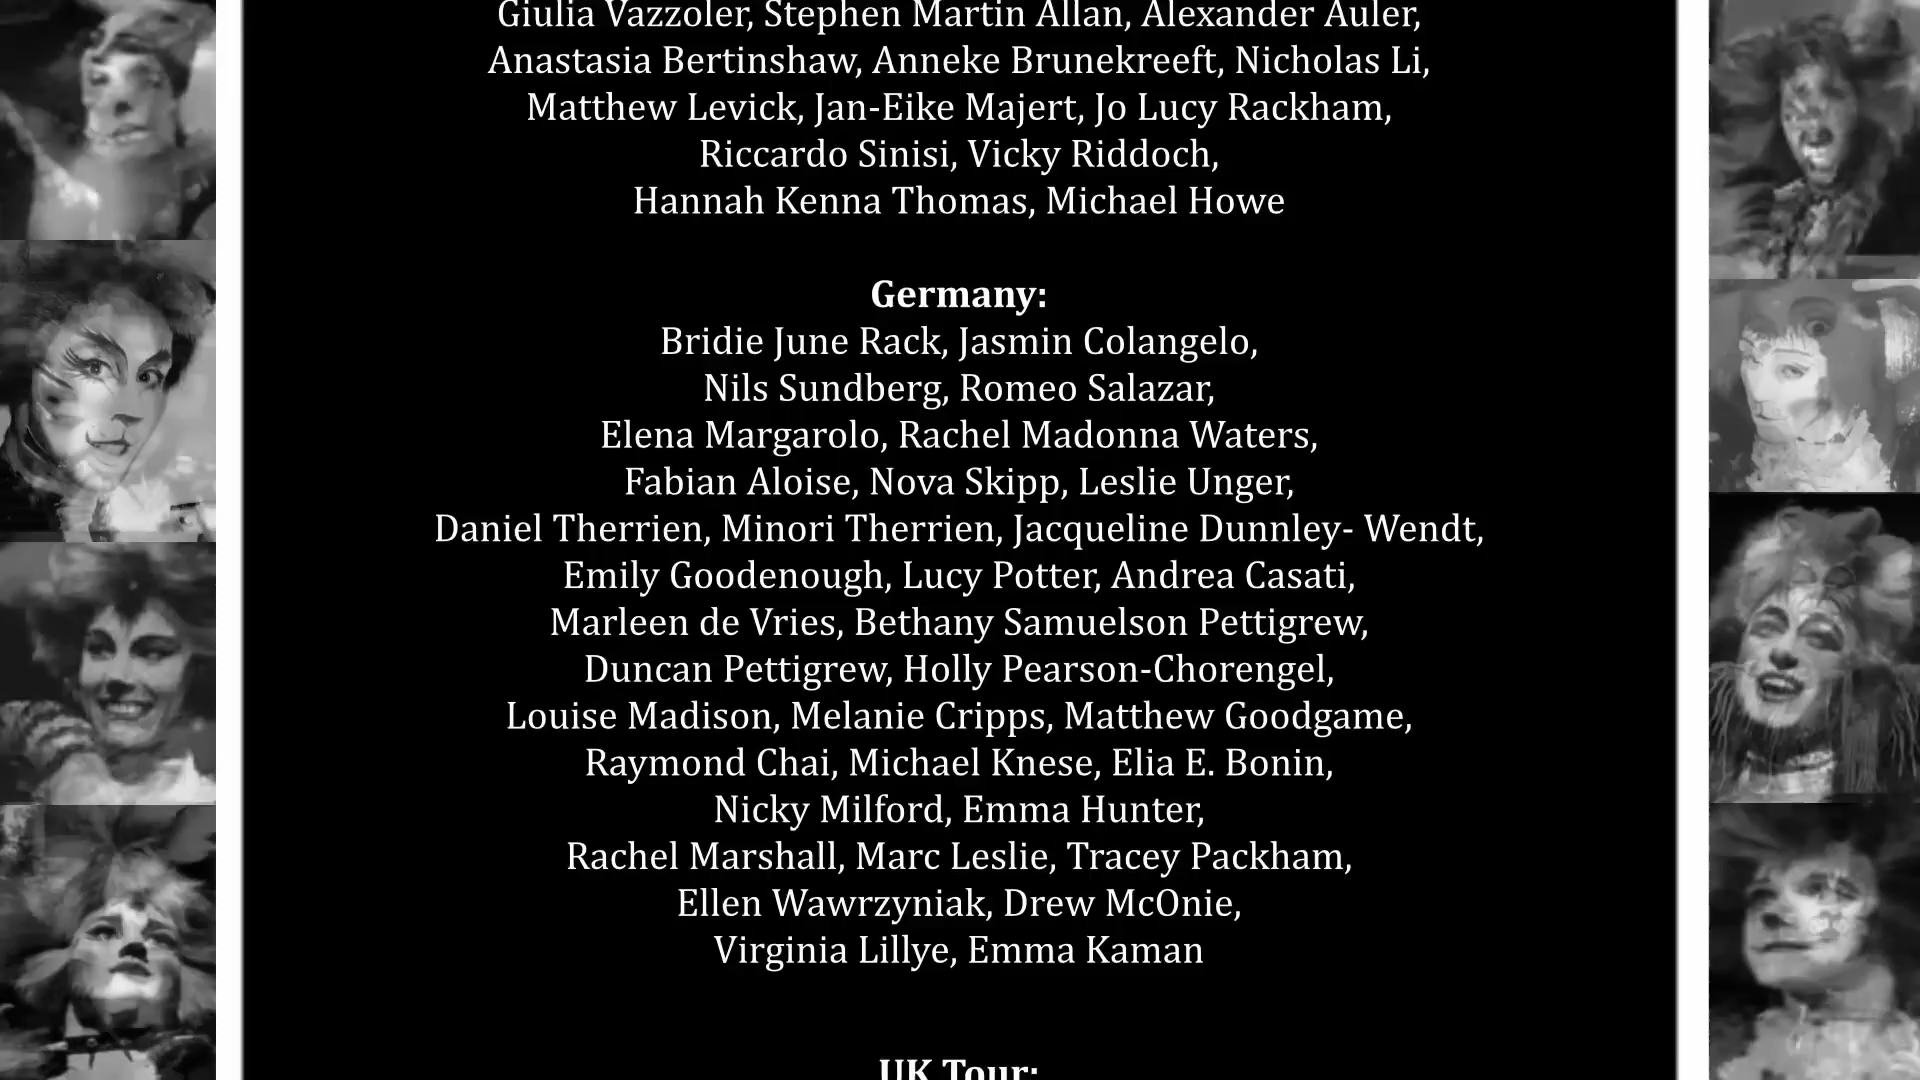 Giulia Vazzoler, Stephen Martin Allan, Alexander Auler,
Anastasia Bertinshaw, Anneke Brunekreeft, Nicholas Li,
Matthew Levick, Jan-Eike Majert, Jo Lucy Rackham,
Riccardo Sinisi, Vicky Riddoch,
Hannah Kenna Thomas, Michael Howe
Germany:
Bridie June Rack, Jasmin Colangelo,
Nils Sundberg, Romeo Salazar,
Elena Margarolo, Rachel Madonna Waters,
Fabian Aloise, Nova Skipp, Leslie Unger,
Daniel Therrien, Minori Therrien, Jacqueline Dunnley- Wendt,
Emily Goodenough, Lucy Potter, Andrea Casati,
Marleen de Vries, Bethany Samuelson Pettigrew,
Duncan Pettigrew, Holly Pearson-Chorengel,
Louise Madison, Melanie Cripps, Matthew Goodgame,
Raymond Chai, Michael Knese, Elia E. Bonin,
Nicky Milford, Emma Hunter,
Rachel Marshall, Marc Leslie, Tracey Packham,
Ellen Wawrzyniak, Drew McOnie,
Virginia Lillye, Emma Kaman
UK Tour: